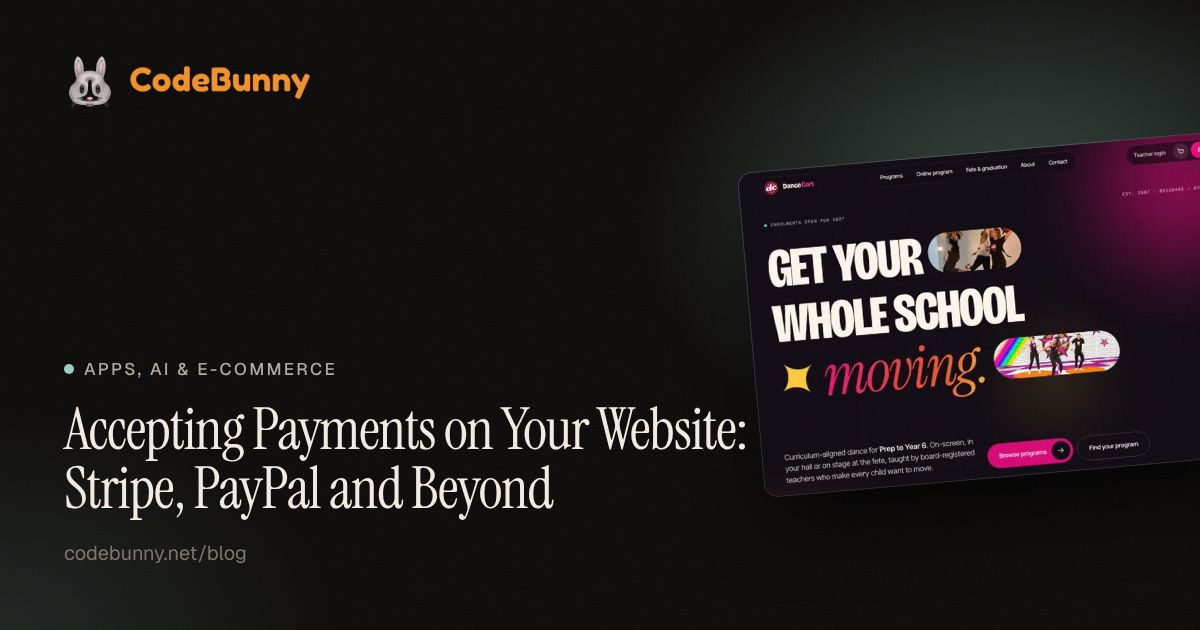 CodeBunny
APPS, AI & E-COMMERCE
Accepting Payments on Your Website:
Stripe, PayPal and Beyond
codebunny.net/blog
dc DanceCart
Programs Online program Fete & graduation About Contact
Teacher login
ENROLMENTS OPEN FOR 2027
GET YOUR
WHOLE SCHOOL
moving.
Curriculum-aligned dance for Prep to Year 6. On-screen, in
your hall or on stage at the fete, taught by board-registered
teachers who make every child want to move.
Browse programs
Find your program